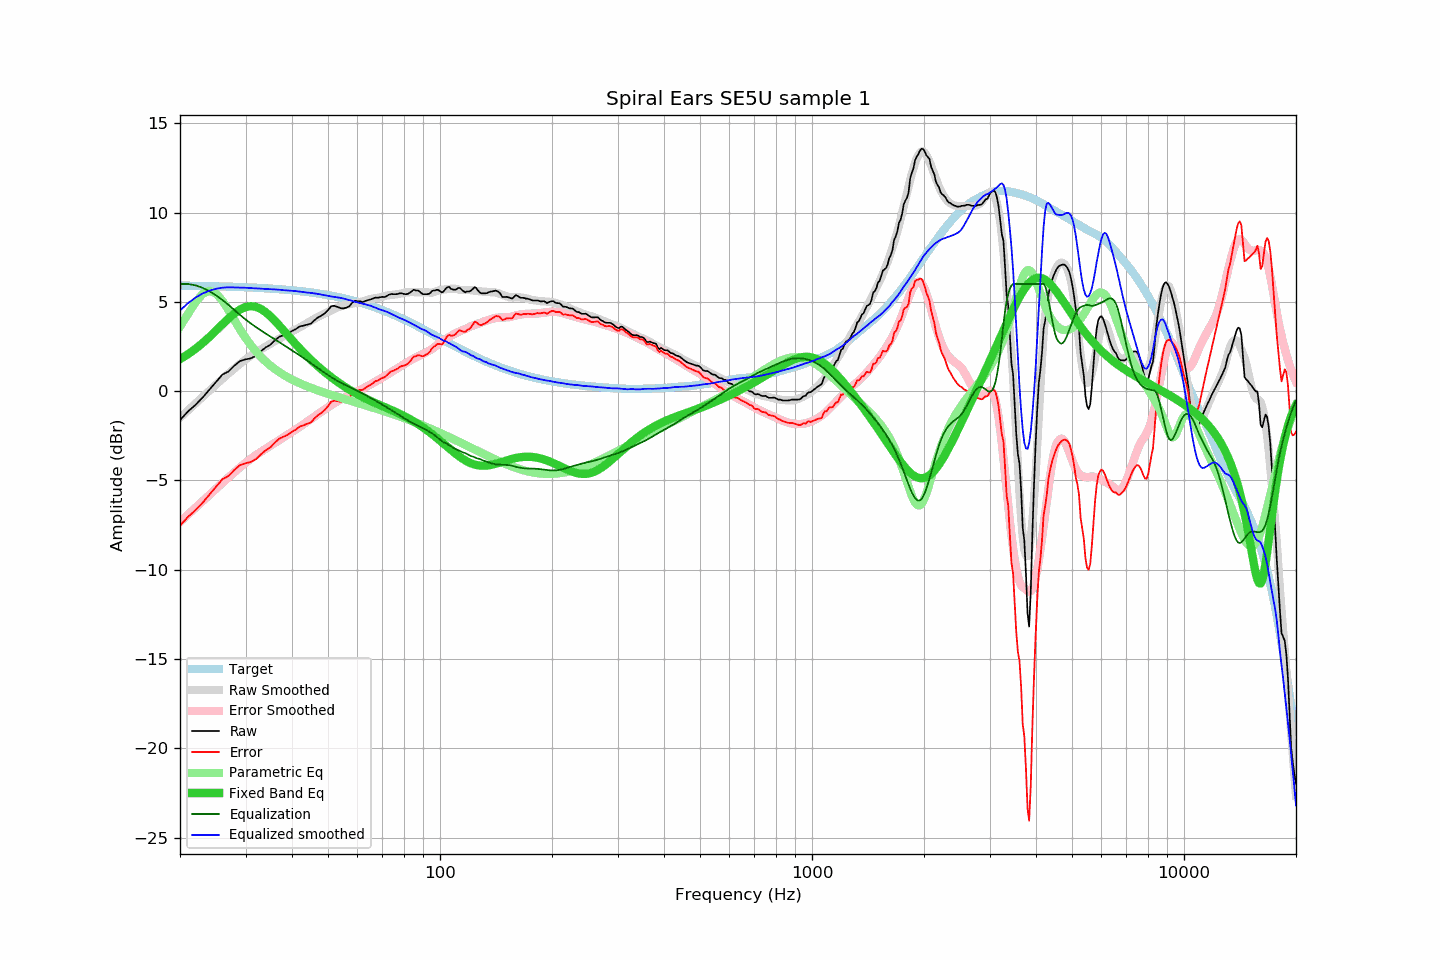 Spiral Ears SE5U sample 1
15
10
5
0
−5
−10
−15
−20
−25
Amplitude (dBr)
Target
Raw Smoothed
Error Smoothed
Raw
Error
Parametric Eq
Fixed Band Eq
Equalization
Equalized smoothed
100
1000
10000
Frequency (Hz)